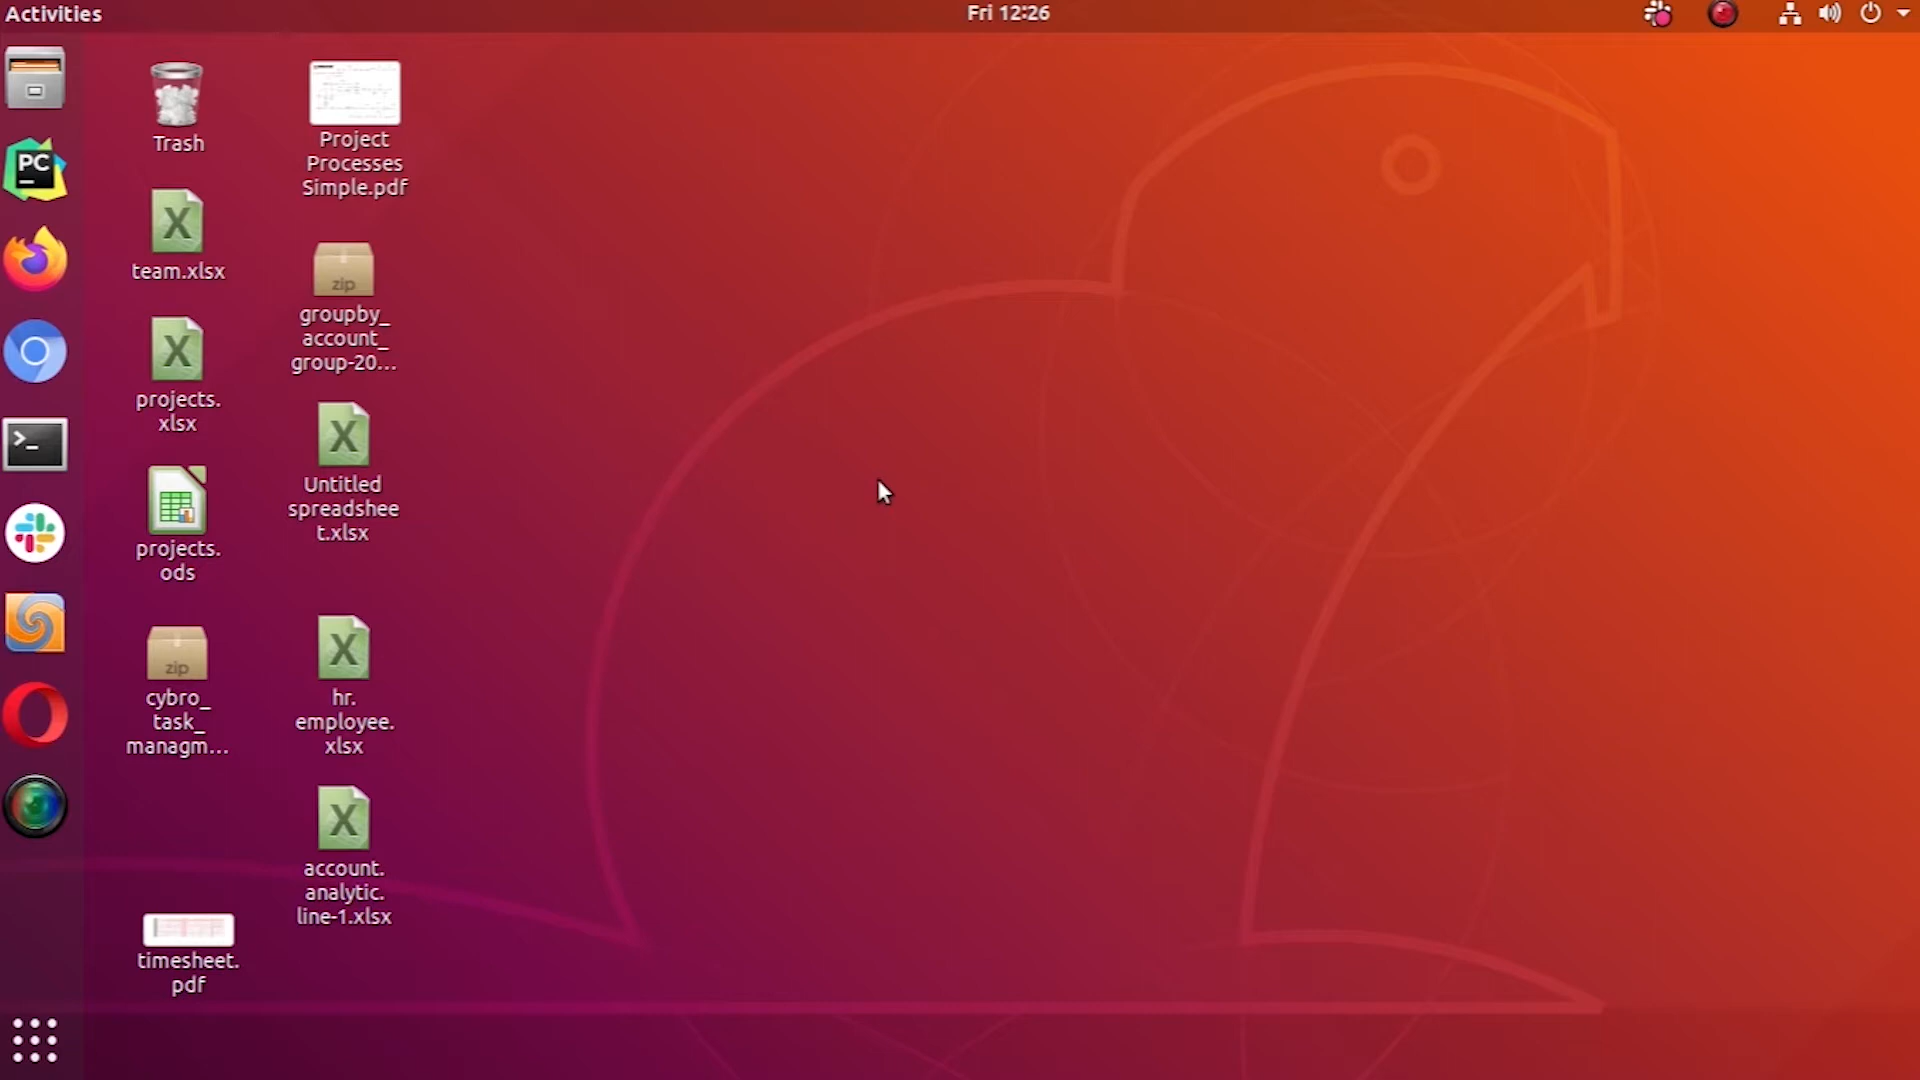 Activities
Fri 12:26
Trash
team.xlsx
projects.
xlsx
projects.
ods
zip
cybro_
task_
managm...
timesheet.
pdf
Project
Processes
Simple.pdf
zip
groupby_
account_
group-20...
Untitled
spreadshee
t.xlsx
hr.
employee.
xlsx
account.
analytic.
line-1.xlsx
PC